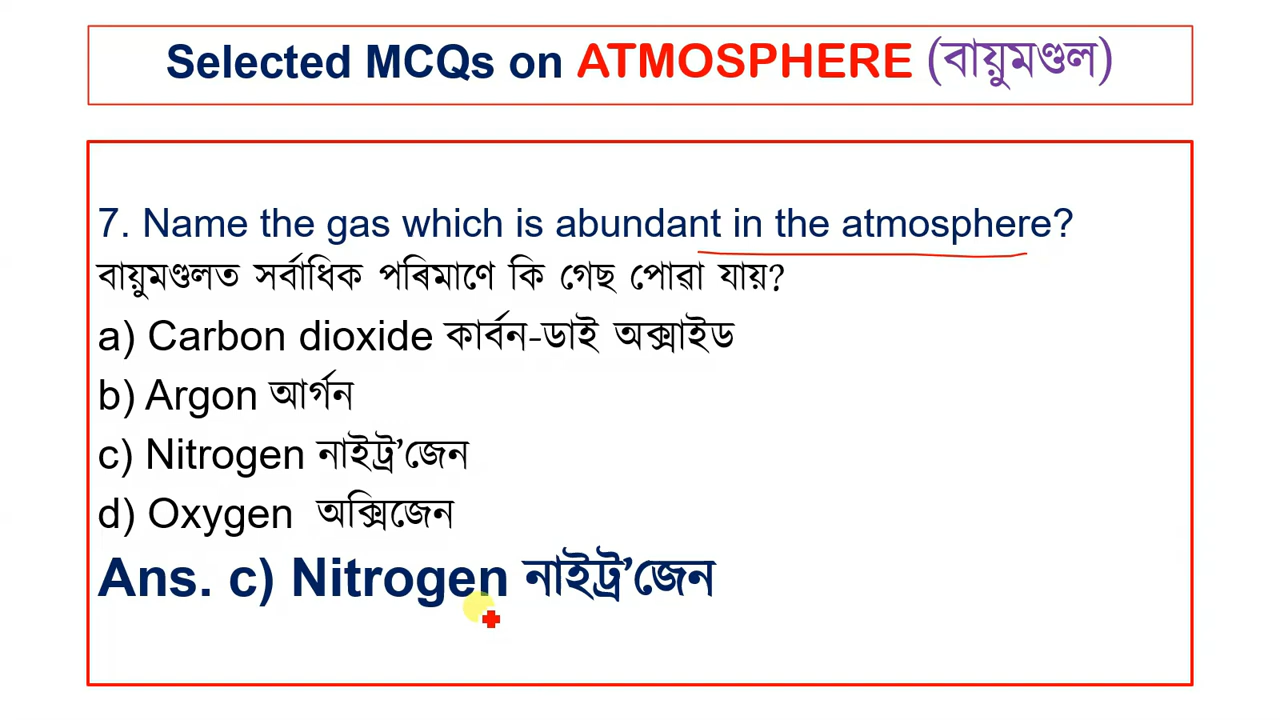 Selected MCQs on ATMOSPHERE (বায়ুমণ্ডল)
7. Name the gas which is abundant in the atmosphere?
বায়ুমণ্ডলত সৰ্বাধিক পৰিমাণে কি গেছ পোৱা যায়?
a) Carbon dioxide কাৰ্বন-ডাই অক্সাইড
b) Argon আৰ্গন
c) Nitrogen নাইট্ৰ’জেন
d) Oxygen অক্সিজেন
Ans. c) Nitrogen নাইট্ৰ’জেন